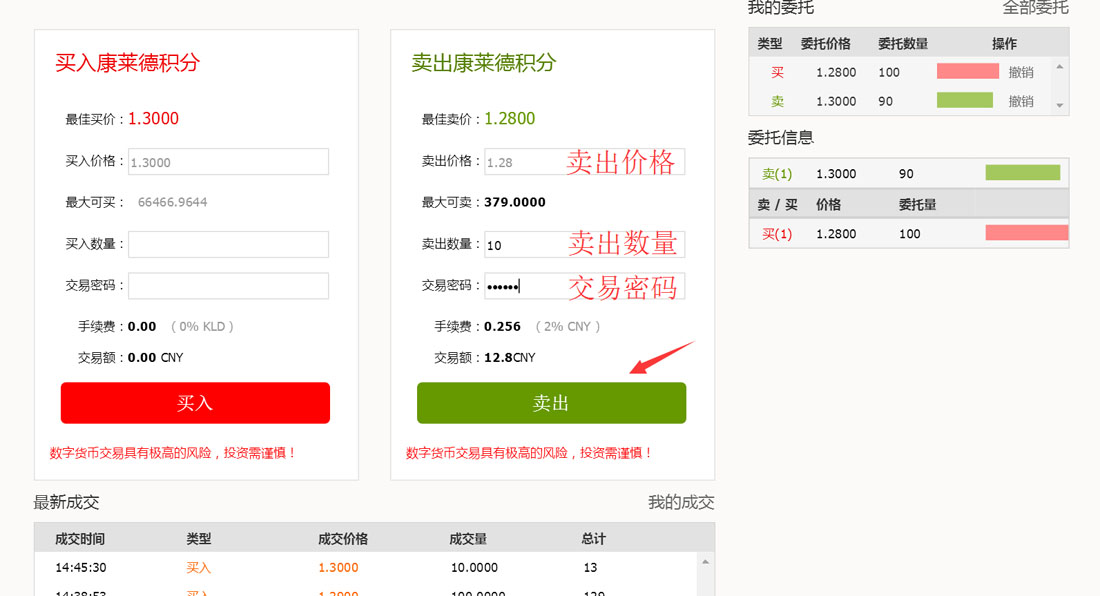 买入康莱德积分
最佳买价：1.3000
买入价格：1.3000
最大可买： 66466.9644
买入数量：
交易密码：
手续费：0.00 （ 0% KLD ）
交易额：0.00 CNY
买入
数字货币交易具有极高的风险，投资需谨慎！
卖出康莱德积分
最佳卖价：1.2800
卖出价格：1.28 卖出价格
最大可卖：379.0000
卖出数量：10 卖出数量
交易密码：•••••• 交易密码
手续费：0.256 （ 2% CNY ）
交易额：12.8CNY
卖出
数字货币交易具有极高的风险，投资需谨慎！
我的委托 全部委托
类型 委托价格 委托数量 操作
买 1.2800 100 撤销
卖 1.3000 90 撤销
委托信息
卖(1) 1.3000 90
卖 / 买 价格 委托量
买(1) 1.2800 100
最新成交 我的成交
成交时间 类型 成交价格 成交量 总计
14:45:30 买入 1.3000 10.0000 13